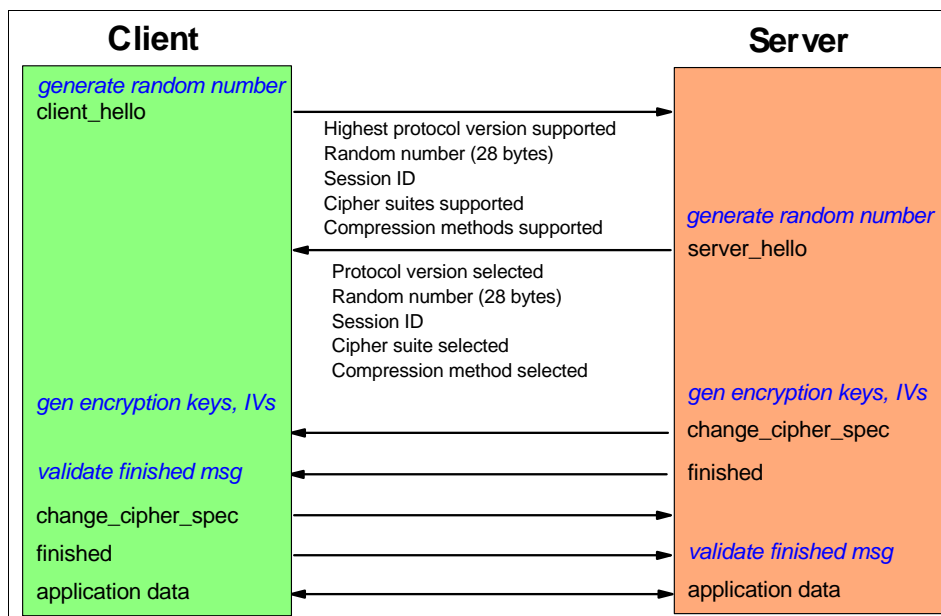 Client
Server
generate random number
client_hello
Highest protocol version supported
Random number (28 bytes)
Session ID
Cipher suites supported
Compression methods supported
generate random number
server_hello
Protocol version selected
Random number (28 bytes)
Session ID
Cipher suite selected
Compression method selected
gen encryption keys, IVs
gen encryption keys, IVs
change_cipher_spec
validate finished msg
finished
change_cipher_spec
finished
validate finished msg
application data
application data